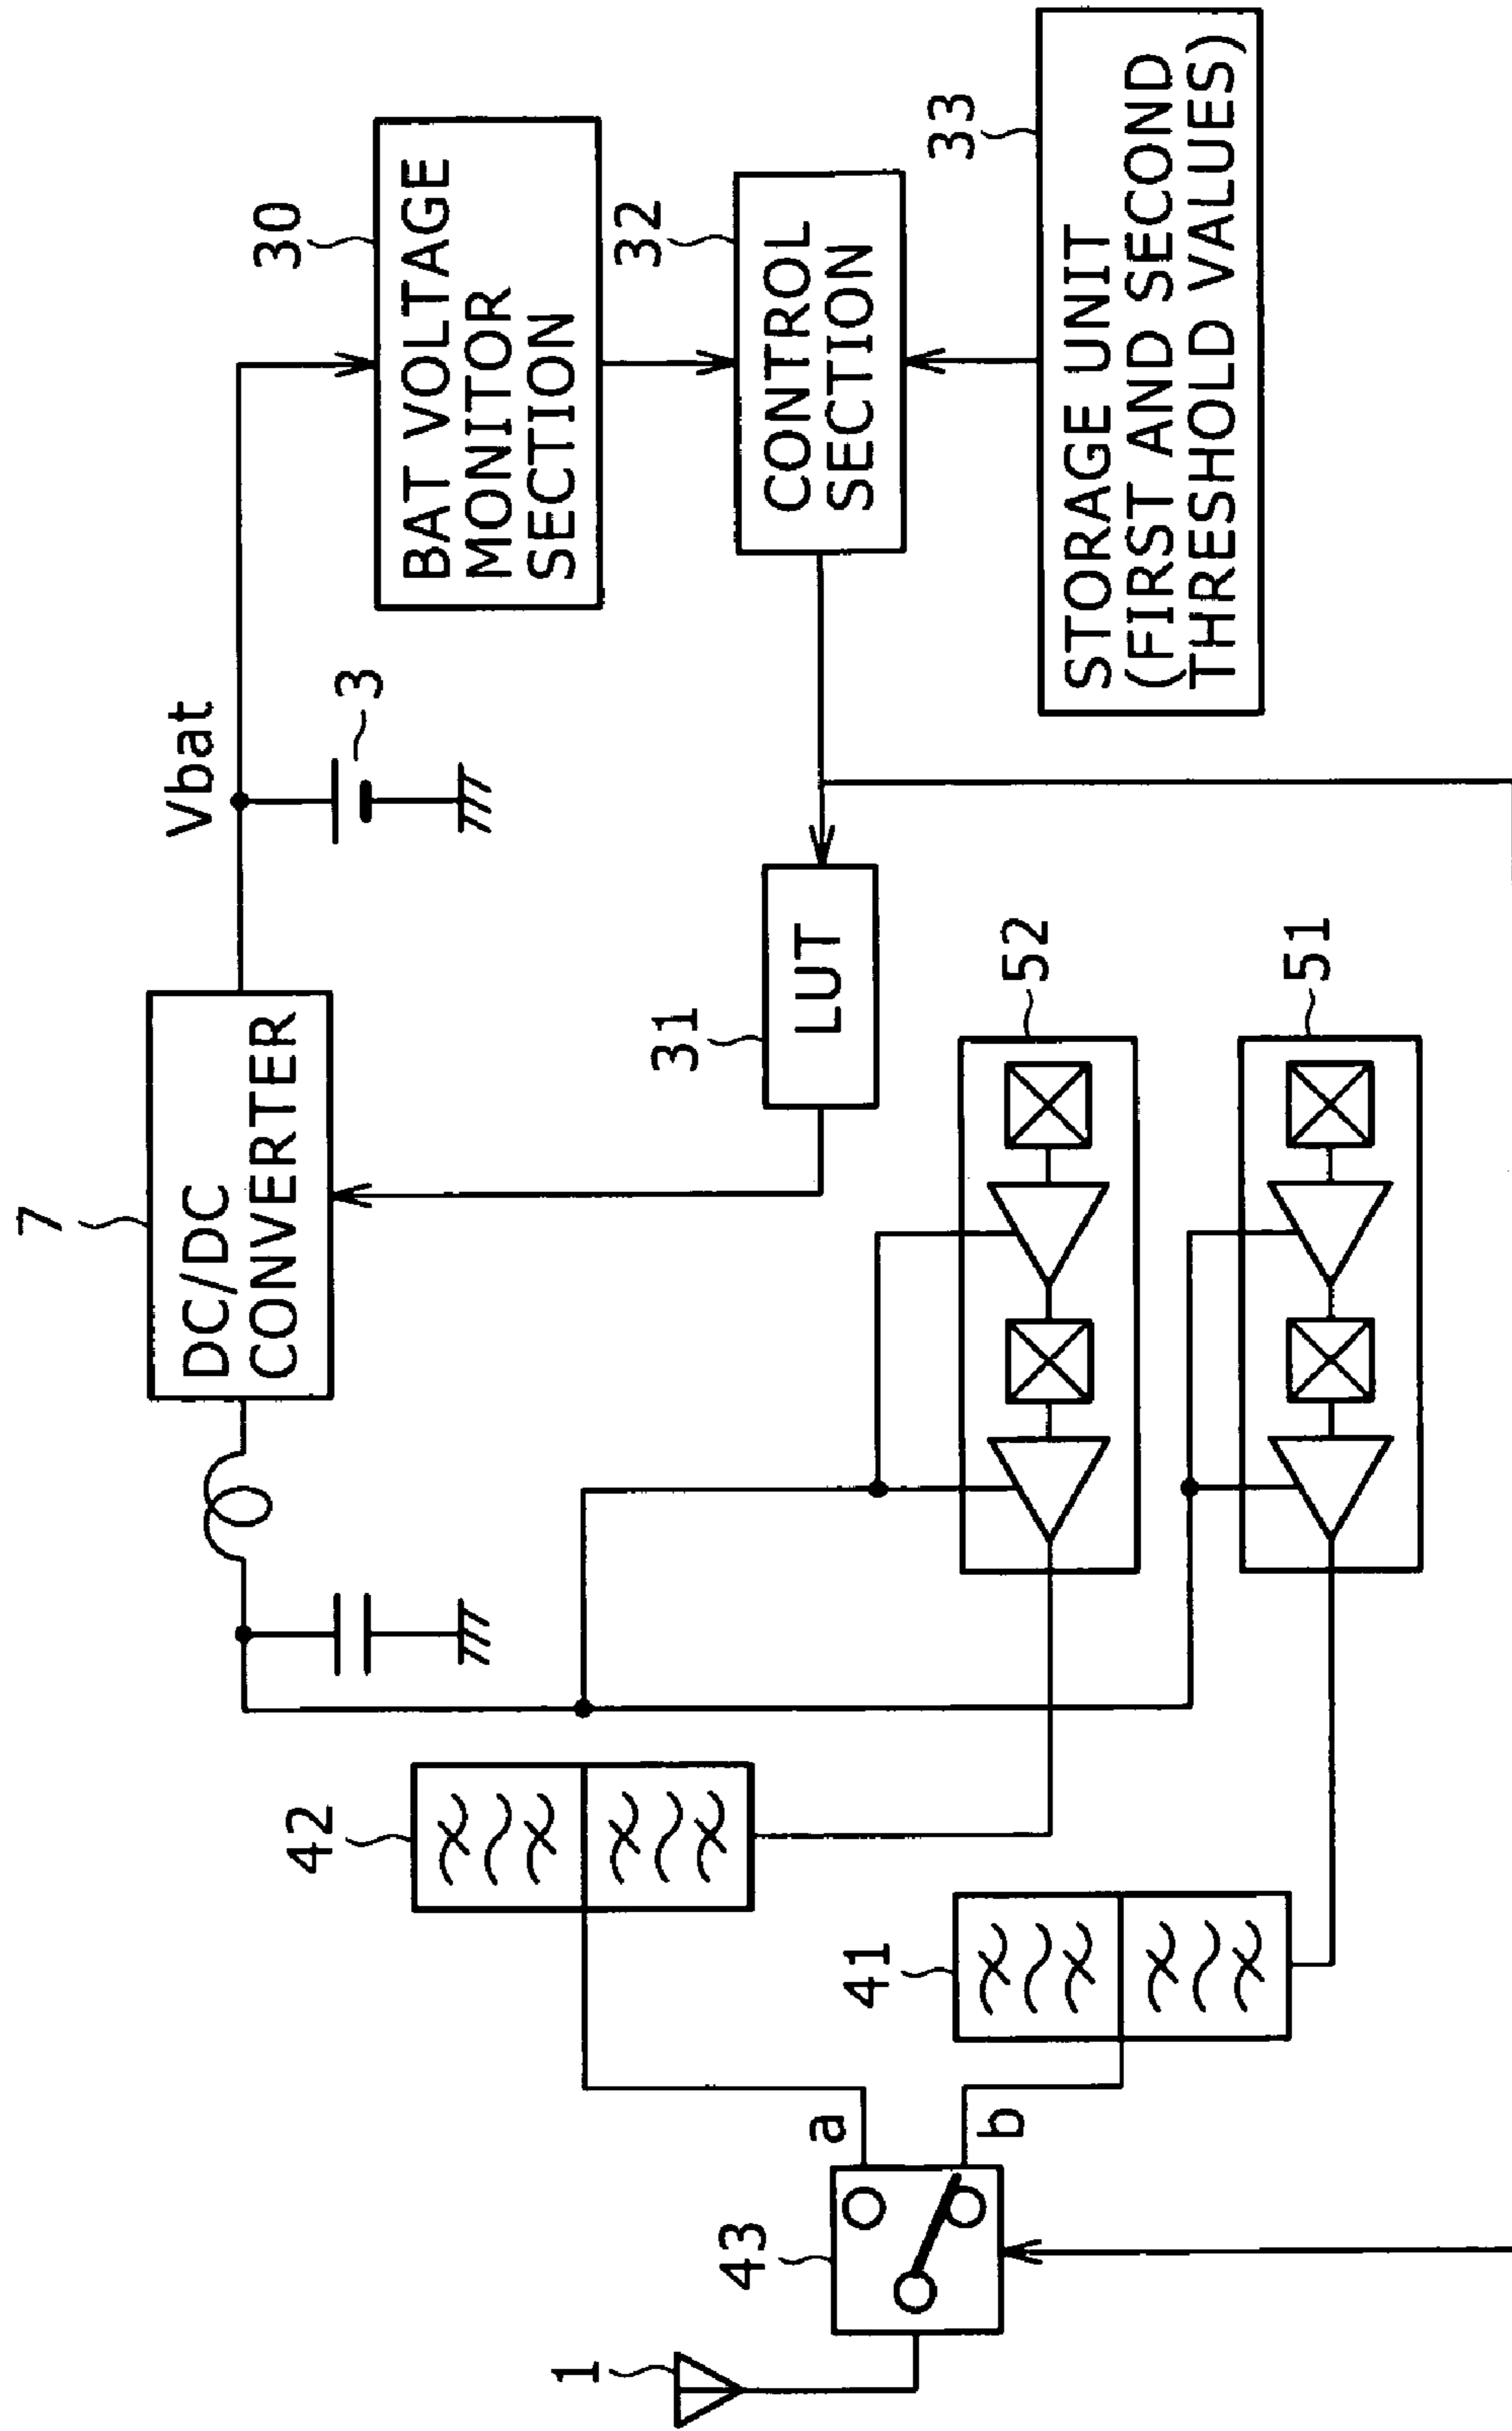 7
DC/DC
CONVERTER
Vbat
3
30
BAT VOLTAGE
MONITOR
SECTION
32
CONTROL
SECTION
33
STORAGE UNIT
(FIRST AND SECOND
THRESHOLD VALUES)
31
LUT
42
52
41
51
43
a
b
1